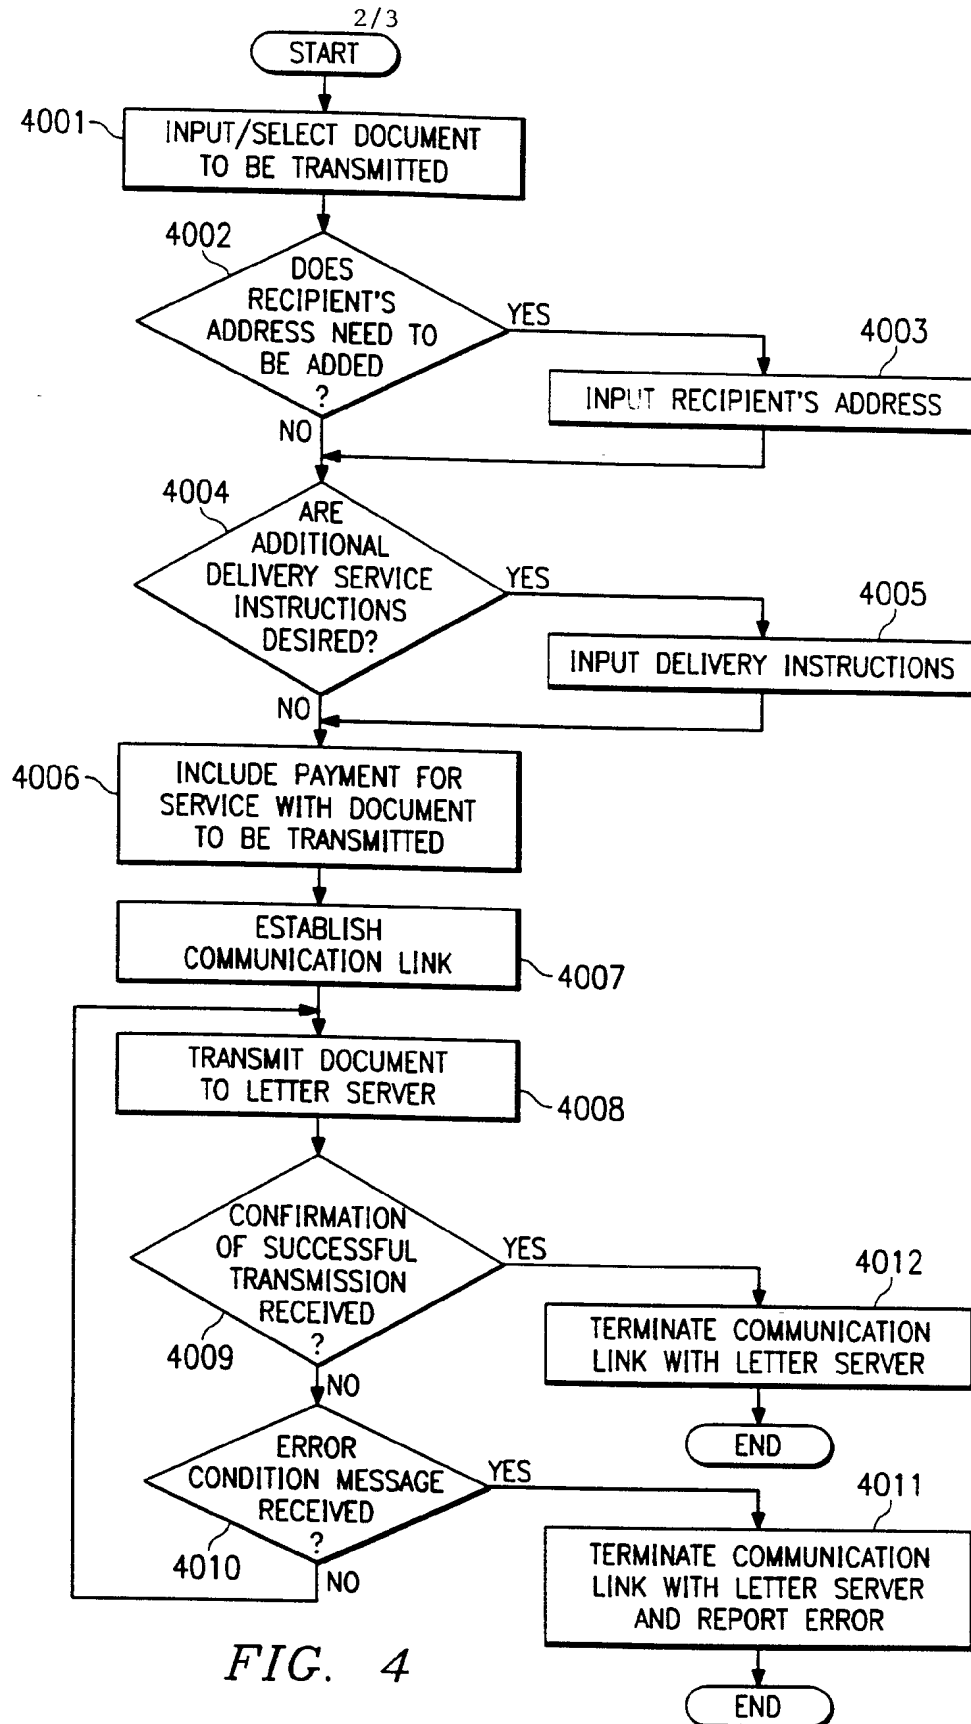 2/3
START
4001
INPUT/SELECT DOCUMENT
TO BE TRANSMITTED
4002
DOES
RECIPIENT'S
ADDRESS NEED TO
BE ADDED
?
YES
NO
4003
INPUT RECIPIENT'S ADDRESS
4004
ARE
ADDITIONAL
DELIVERY SERVICE
INSTRUCTIONS
DESIRED?
YES
NO
4005
INPUT DELIVERY INSTRUCTIONS
4006
INCLUDE PAYMENT FOR
SERVICE WITH DOCUMENT
TO BE TRANSMITTED
ESTABLISH
COMMUNICATION LINK
4007
TRANSMIT DOCUMENT
TO LETTER SERVER
4008
CONFIRMATION
OF SUCCESSFUL
TRANSMISSION
RECEIVED
?
4009
YES
NO
4012
TERMINATE COMMUNICATION
LINK WITH LETTER SERVER
END
ERROR
CONDITION MESSAGE
RECEIVED
?
4010
YES
NO
4011
TERMINATE COMMUNICATION
LINK WITH LETTER SERVER
AND REPORT ERROR
END
FIG. 4